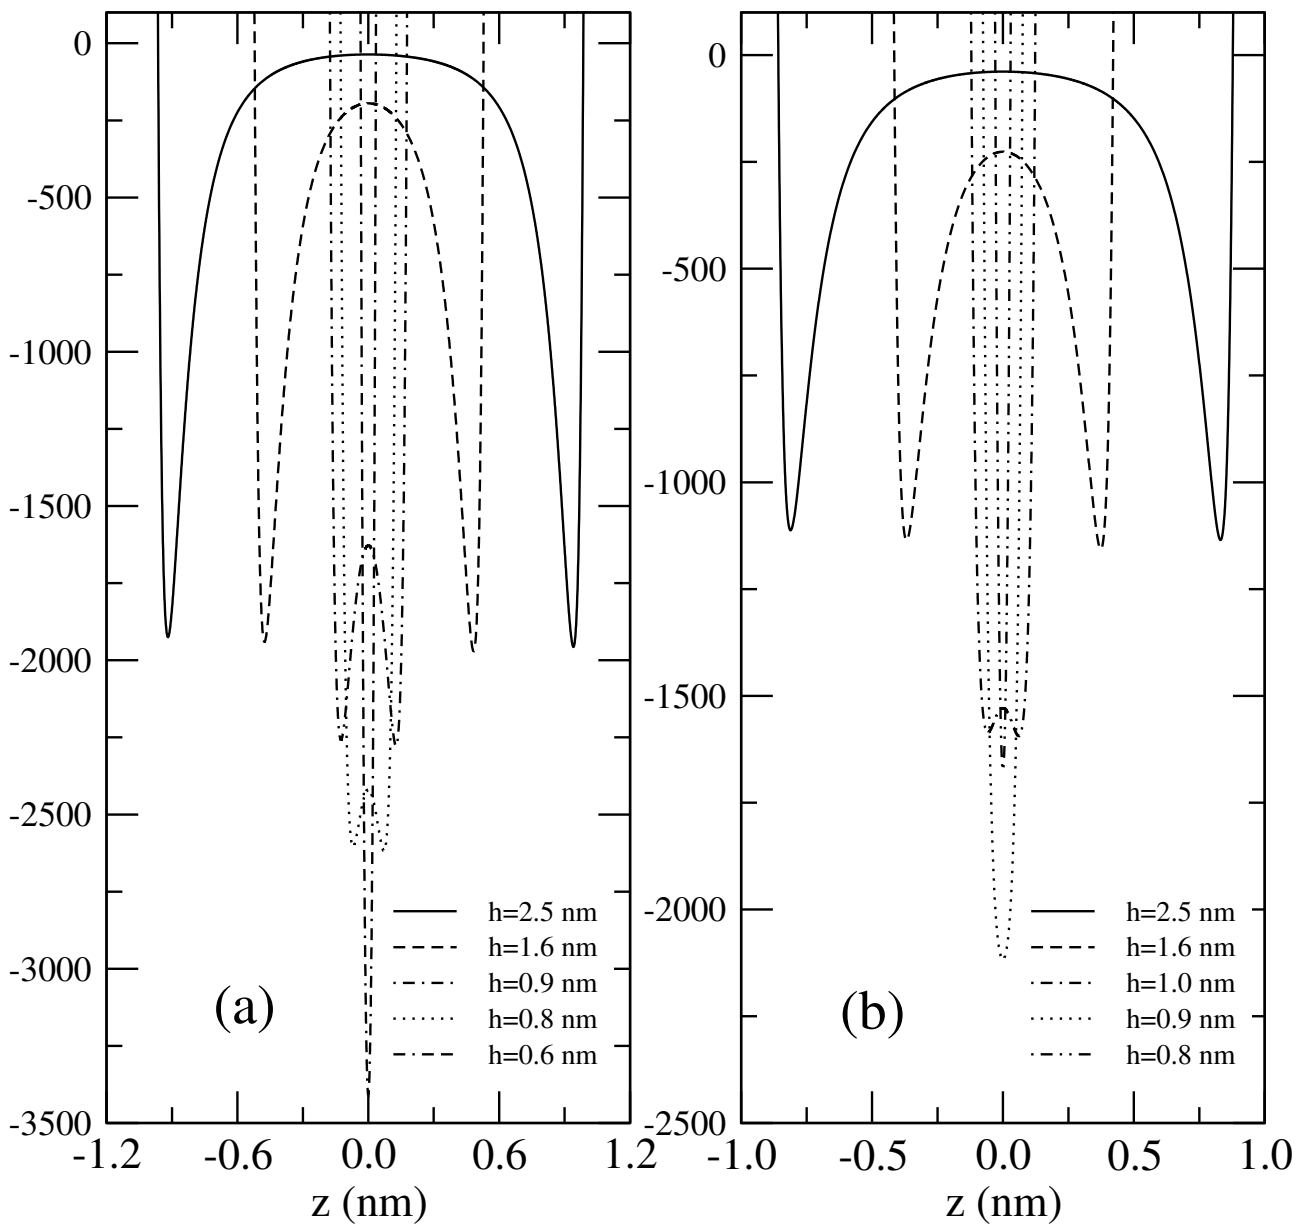 0
-500
-1000
-1500
-2000
-2500
-3000
-3500
-1.2 -0.6 0.0 0.6 1.2
z (nm)
(a)
h=2.5 nm
h=1.6 nm
h=0.9 nm
h=0.8 nm
h=0.6 nm
0
-500
-1000
-1500
-2000
-2500
-1.0 -0.5 0.0 0.5 1.0
z (nm)
(b)
h=2.5 nm
h=1.6 nm
h=1.0 nm
h=0.9 nm
h=0.8 nm